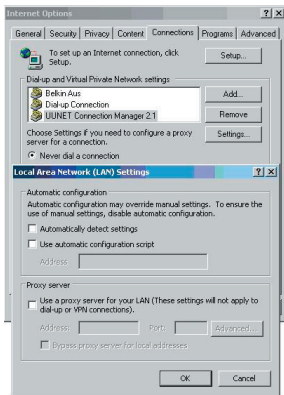 Internet Options
General Security Privacy Content Connections Programs Advanced
To set up an Internet connection, click
Setup.
Setup...
Dial-up and Virtual Private Network settings
Belkin Aus
Dial-up Connection
UUNET Connection Manager 2.1
Add...
Remove
Choose Settings if you need to configure a proxy
server for a connection.
Settings...
Never dial a connection
Local Area Network (LAN) Settings
Automatic configuration
Automatic configuration may override manual settings. To ensure the
use of manual settings, disable automatic configuration.
Automatically detect settings
Use automatic configuration script
Address
Proxy server
Use a proxy server for your LAN (These settings will not apply to
dial-up or VPN connections).
Address: Port: Advanced...
Bypass proxy server for local addresses
OK Cancel